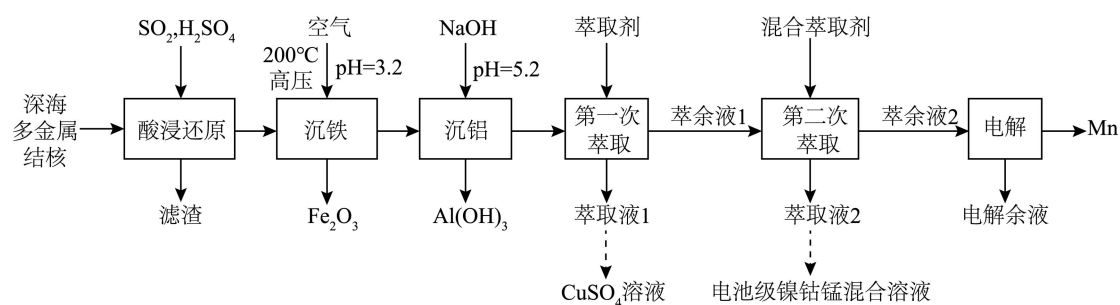 SO₂,H₂SO₄
空气
NaOH
萃取剂
混合萃取剂
200℃
高压
pH=3.2
pH=5.2
深海
多金属
结核
酸浸还原
沉铁
沉铝
第一次
萃取
萃余液1
第二次
萃取
萃余液2
电解
Mn
滤渣
Fe₂O₃
Al(OH)₃
萃取液1
萃取液2
电解余液
CuSO₄溶液
电池级镍钴锰混合溶液